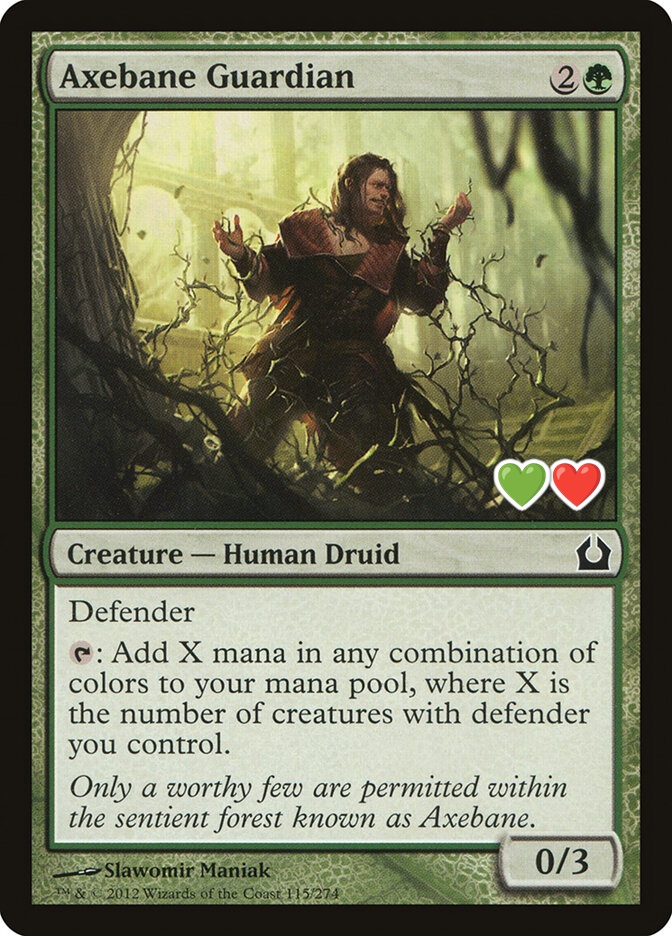 Axebane Guardian 2
Creature — Human Druid
Defender
: Add X mana in any combination of
colors to your mana pool, where X is
the number of creatures with defender
you control.
Only a worthy few are permitted within
the sentient forest known as Axebane.
0/3
Slawomir Maniak
™ & © 2012 Wizards of the Coast 115/274